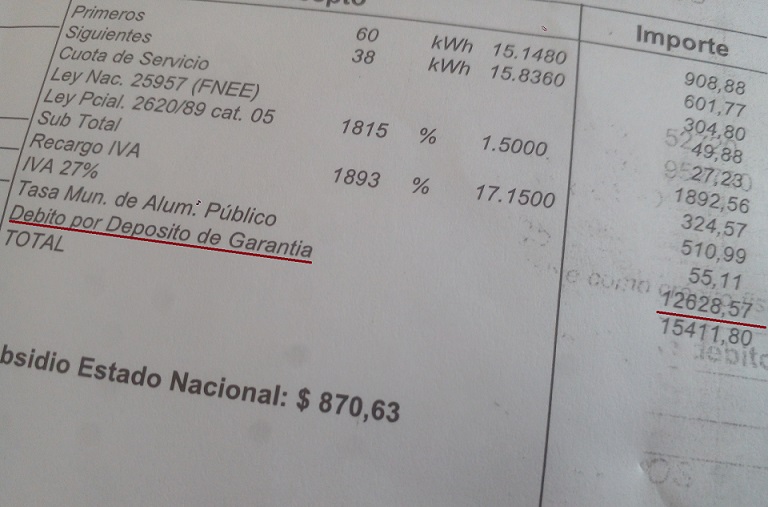 Importe
Primeros 60 kWh 15.1480 908,88
Siguientes 38 kWh 15.8360 601,77
Cuota de Servicio 304,80
Ley Nac. 25957 (FNEE) 49,88
Ley Pcial. 2620/89 cat. 05 1815 % 1.5000 27,23
Sub Total 1892,56
Recargo IVA 1893 % 17.1500 324,57
IVA 27% 510,99
Tasa Mun. de Alum. Público 55,11
Debito por Deposito de Garantia 12628,57
TOTAL 15411,80
bsidio Estado Nacional: $ 870,63